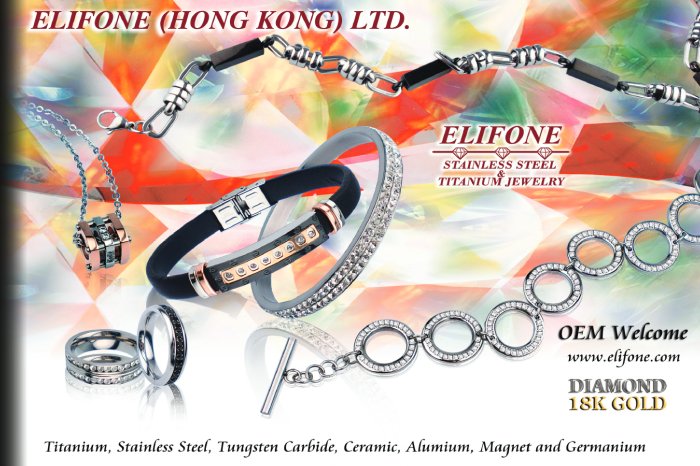 ELIFONE (HONG KONG) LTD.
ELIFONE
STAINLESS STEEL
&
TITANIUM JEWELRY
OEM Welcome
www.elifone.com
DIAMOND
18K GOLD
Titanium, Stainless Steel, Tungsten Carbide, Ceramic, Alumium, Magnet and Germanium